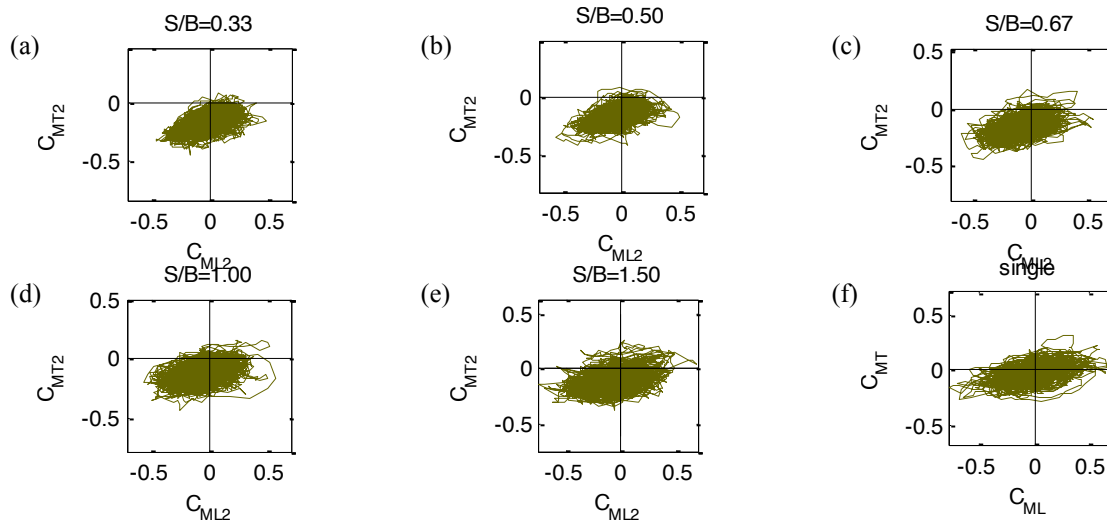 (a)
S/B=0.33
C_MT2
0
-0.5
-0.5 0 0.5
C_ML2
(b)
S/B=0.50
C_MT2
0
-0.5
-0.5 0 0.5
C_ML2
(c)
S/B=0.67
C_MT2
0.5
0
-0.5
-0.5 0 0.5
C_ML2
(d)
S/B=1.00
C_MT2
0.5
0
-0.5
-0.5 0 0.5
C_ML2
(e)
S/B=1.50
C_MT2
0.5
0
-0.5
-0.5 0 0.5
C_ML2
(f)
single
C_MT
0.5
0
-0.5
-0.5 0 0.5
C_ML